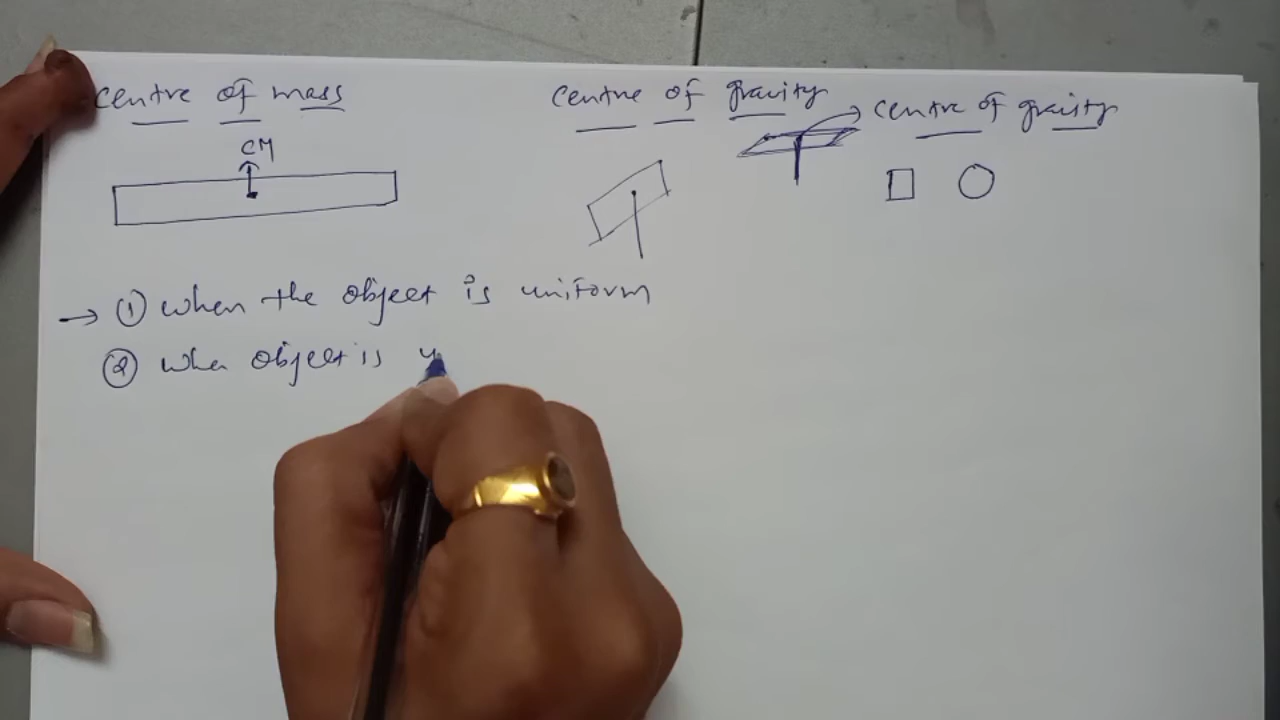 centre of mass
CM
centre of gravity
centre of gravity
→ ① when the object is uniform
② whe object is